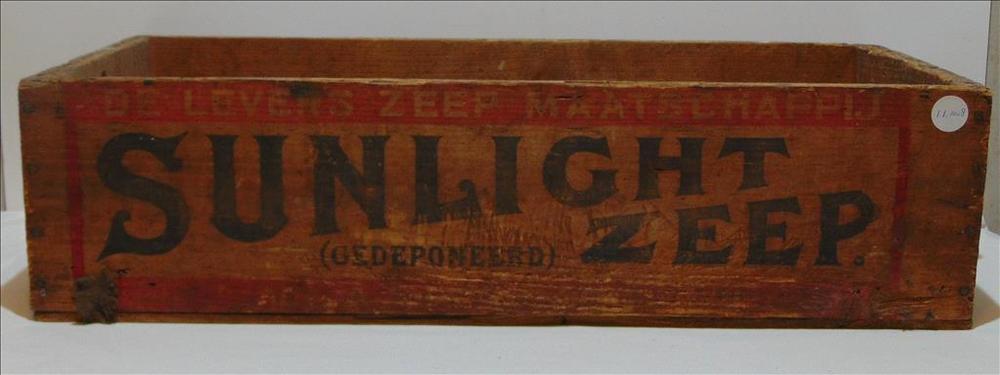 DE LEVER'S ZEEP MAATSCHAPPIJ
SUNLIGHT
ZEEP.
(GEDEPONEERD)